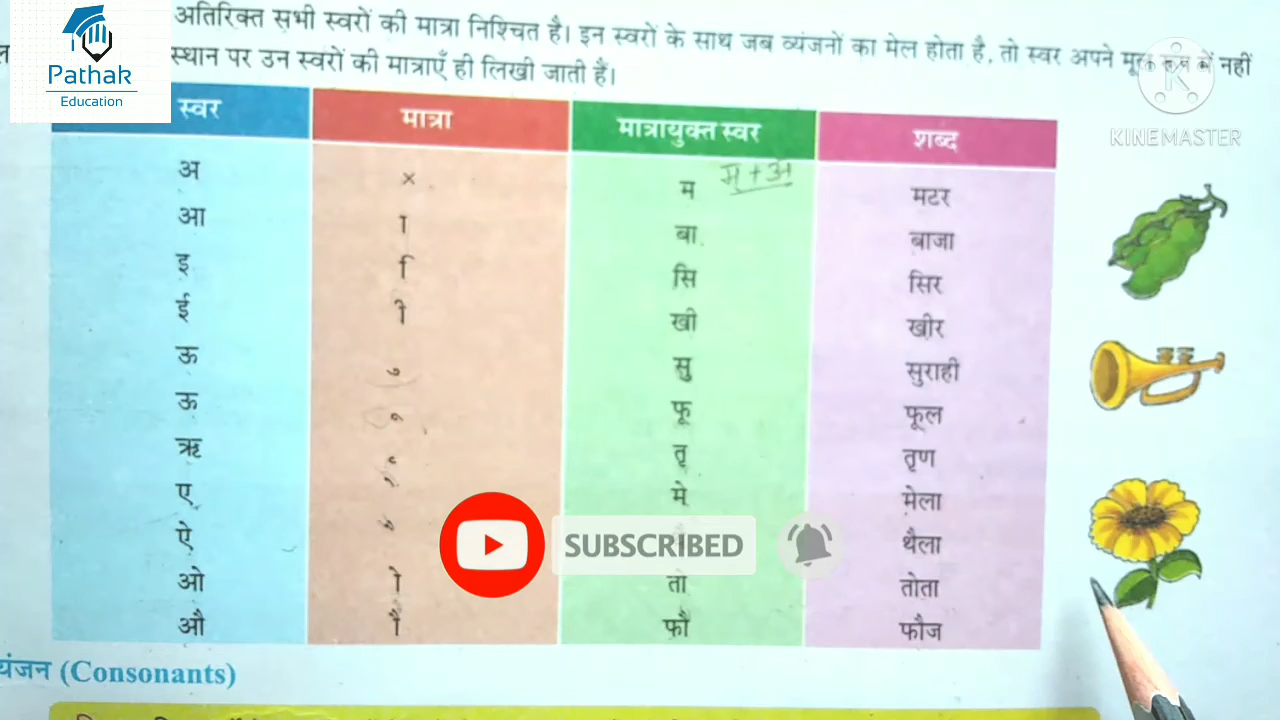 अतिरिक्त सभी स्वरों की मात्रा निश्चित है। इन स्वरों के साथ जब व्यंजनों का मेल होता है, तो स्वर अपने मूल रूप में नहीं
स्थान पर उन स्वरों की मात्राएँ ही लिखी जाती हैं।
Pathak
Education
KINEMASTER
स्वर मात्रा मात्रायुक्त स्वर शब्द
अ × म म्+अ मटर
आ ा बा बाजा
इ ि सि सिर
ई ी खी खीर
ऊ ु सु सुराही
ऊ ू फू फूल
ऋ ृ तृ तृण
ए े मे मेला
ऐ ै थैला
ओ ो तो तोता
औ ौ फौ फौज
SUBSCRIBED
यंजन (Consonants)